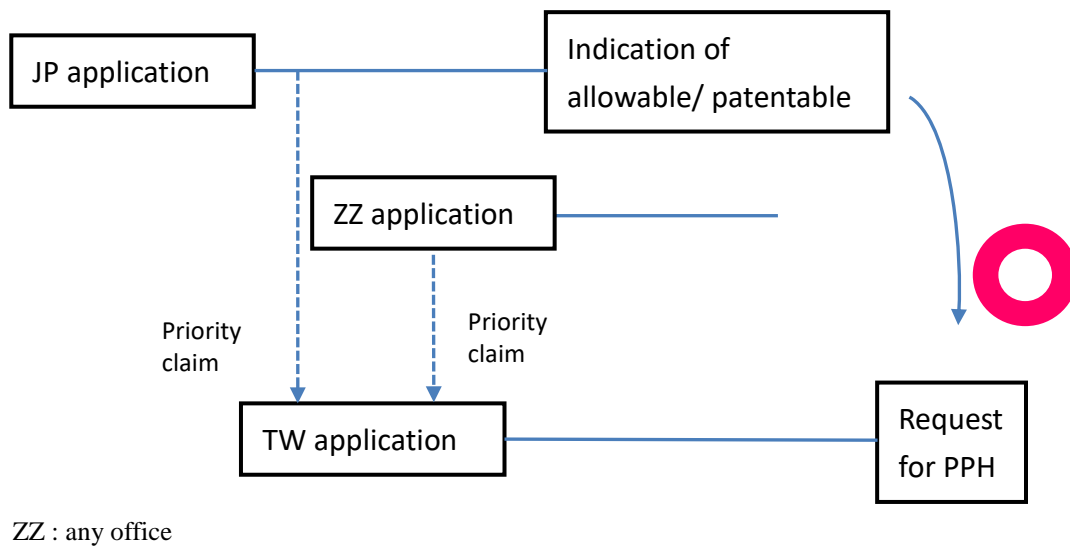 JP application
Indication of
allowable/ patentable
ZZ application
Priority
claim
Priority
claim
TW application
Request
for PPH
ZZ : any office